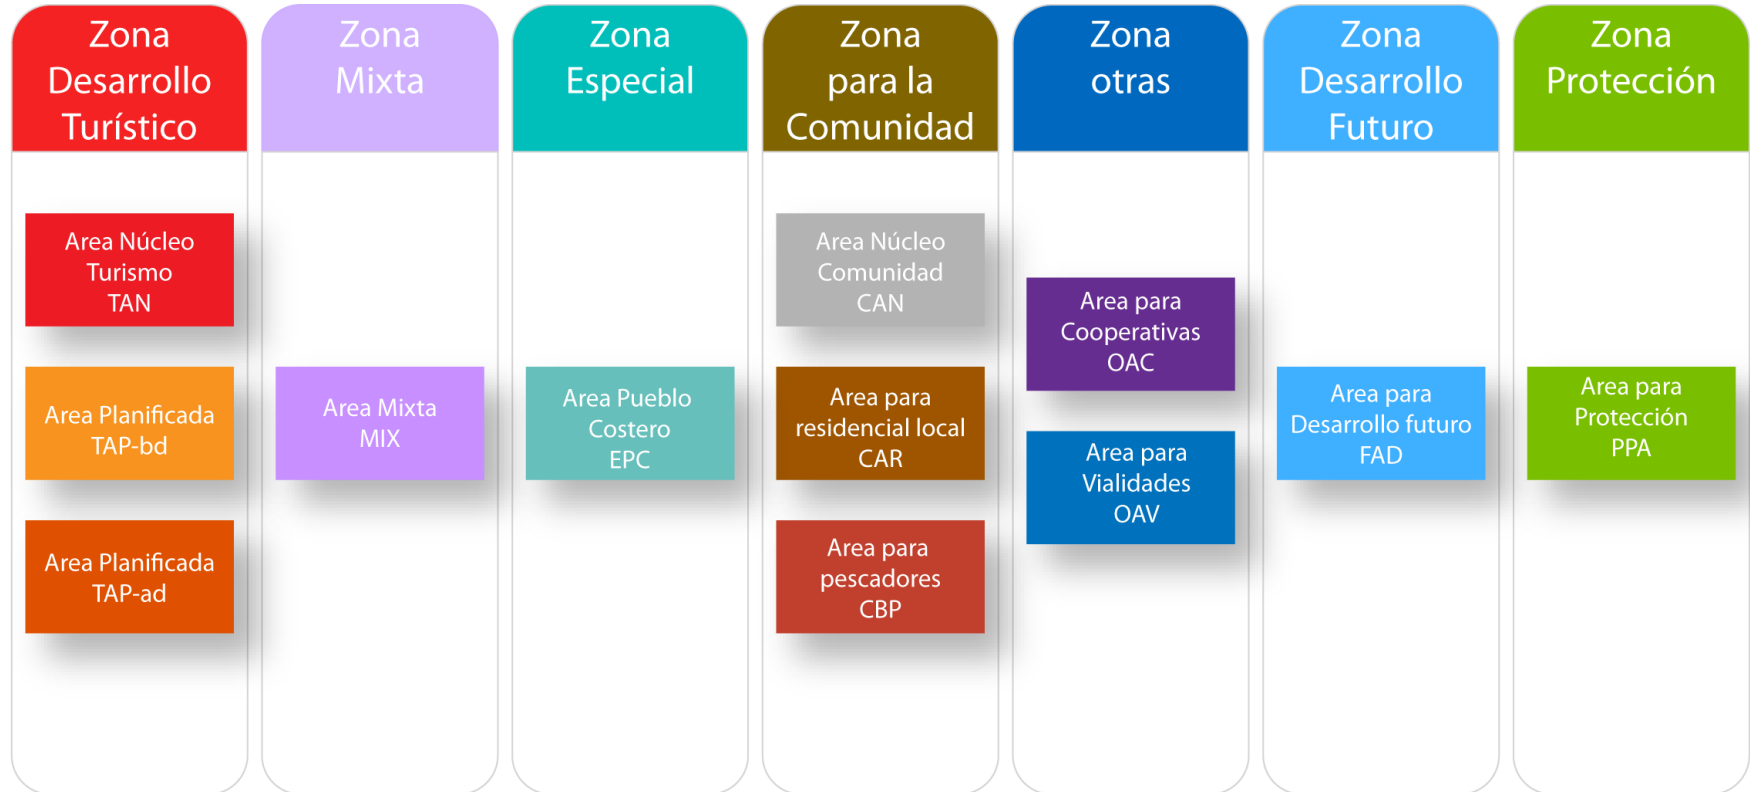 Zona
Desarrollo
Turístico
Area Núcleo
Turismo
TAN
Area Planificada
TAP-bd
Area Planificada
TAP-ad
Zona
Mixta
Area Mixta
MIX
Zona
Especial
Area Pueblo
Costero
EPC
Zona
para la
Comunidad
Area Núcleo
Comunidad
CAN
Area para
residencial local
CAR
Area para
pescadores
CBP
Zona
otras
Area para
Cooperativas
OAC
Area para
Vialidades
OAV
Zona
Desarrollo
Futuro
Area para
Desarrollo futuro
FAD
Zona
Protección
Area para
Protección
PPA